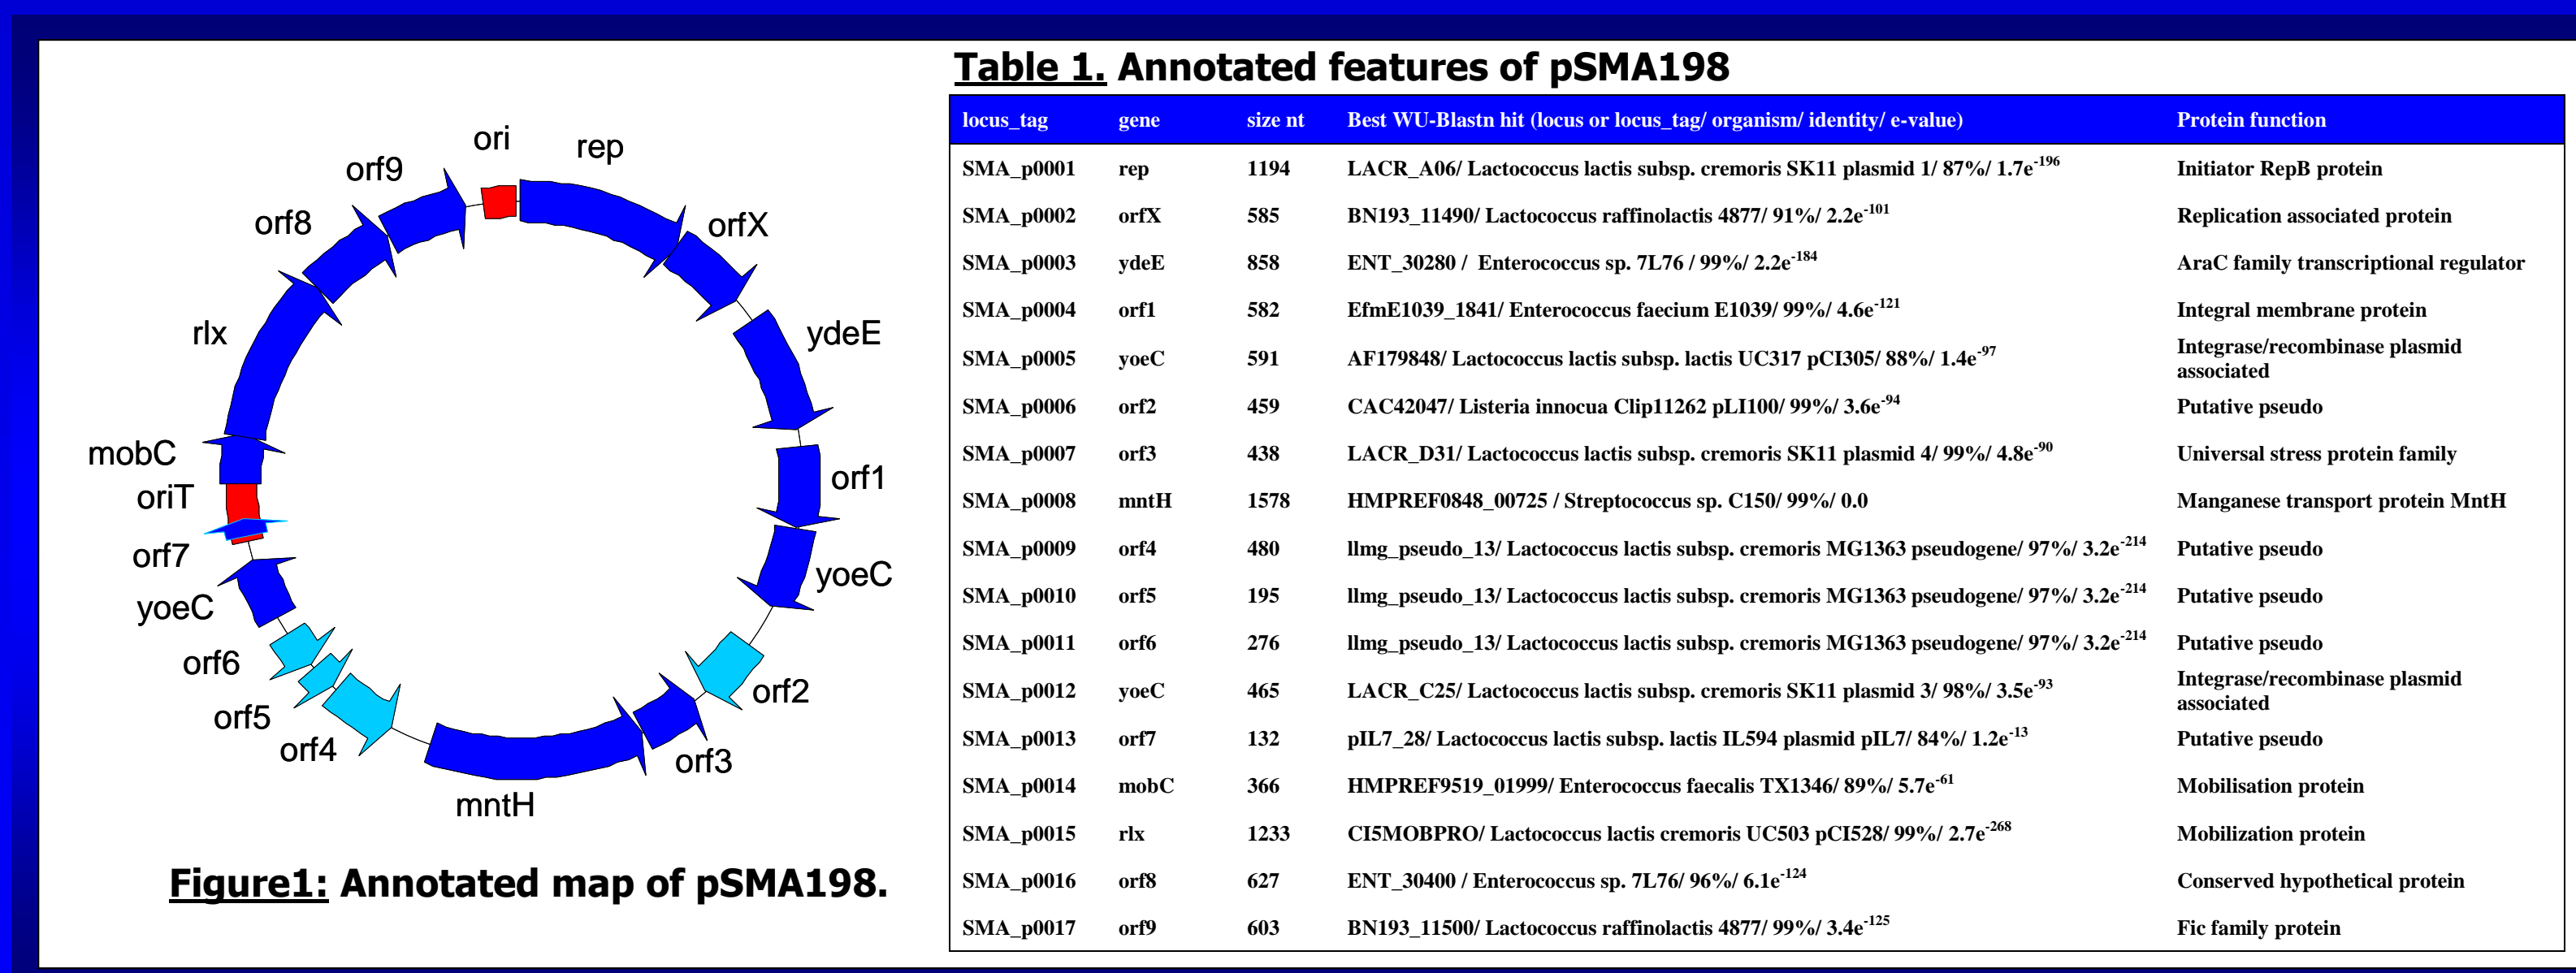 ori
rep
orf9
orfX
orf8
ydeE
rlx
mobC
orf1
oriT
orf7
yoeC
yoeC
orf6
orf2
orf5
orf4
orf3
mntH
Figure1: Annotated map of pSMA198.
Table 1. Annotated features of pSMA198
locus_tag gene size nt Best WU-Blastn hit (locus or locus_tag/ organism/ identity/ e-value) Protein function
SMA_p0001 rep 1194 LACR_A06/ Lactococcus lactis subsp. cremoris SK11 plasmid 1/ 87%/ 1.7e-196 Initiator RepB protein
SMA_p0002 orfX 585 BN193_11490/ Lactococcus raffinolactis 4877/ 91%/ 2.2e-101 Replication associated protein
SMA_p0003 ydeE 858 ENT_30280 / Enterococcus sp. 7L76 / 99%/ 2.2e-184 AraC family transcriptional regulator
SMA_p0004 orf1 582 EfmE1039_1841/ Enterococcus faecium E1039/ 99%/ 4.6e-121 Integral membrane protein
SMA_p0005 yoeC 591 AF179848/ Lactococcus lactis subsp. lactis UC317 pCI305/ 88%/ 1.4e-97 Integrase/recombinase plasmid
associated
SMA_p0006 orf2 459 CAC42047/ Listeria innocua Clip11262 pLI100/ 99%/ 3.6e-94 Putative pseudo
SMA_p0007 orf3 438 LACR_D31/ Lactococcus lactis subsp. cremoris SK11 plasmid 4/ 99%/ 4.8e-90 Universal stress protein family
SMA_p0008 mntH 1578 HMPREF0848_00725 / Streptococcus sp. C150/ 99%/ 0.0 Manganese transport protein MntH
SMA_p0009 orf4 480 llmg_pseudo_13/ Lactococcus lactis subsp. cremoris MG1363 pseudogene/ 97%/ 3.2e-214 Putative pseudo
SMA_p0010 orf5 195 llmg_pseudo_13/ Lactococcus lactis subsp. cremoris MG1363 pseudogene/ 97%/ 3.2e-214 Putative pseudo
SMA_p0011 orf6 276 llmg_pseudo_13/ Lactococcus lactis subsp. cremoris MG1363 pseudogene/ 97%/ 3.2e-214 Putative pseudo
SMA_p0012 yoeC 465 LACR_C25/ Lactococcus lactis subsp. cremoris SK11 plasmid 3/ 98%/ 3.5e-93 Integrase/recombinase plasmid
associated
SMA_p0013 orf7 132 pIL7_28/ Lactococcus lactis subsp. lactis IL594 plasmid pIL7/ 84%/ 1.2e-13 Putative pseudo
SMA_p0014 mobC 366 HMPREF9519_01999/ Enterococcus faecalis TX1346/ 89%/ 5.7e-61 Mobilisation protein
SMA_p0015 rlx 1233 CI5MOBPRO/ Lactococcus lactis cremoris UC503 pCI528/ 99%/ 2.7e-268 Mobilization protein
SMA_p0016 orf8 627 ENT_30400 / Enterococcus sp. 7L76/ 96%/ 6.1e-124 Conserved hypothetical protein
SMA_p0017 orf9 603 BN193_11500/ Lactococcus raffinolactis 4877/ 99%/ 3.4e-125 Fic family protein